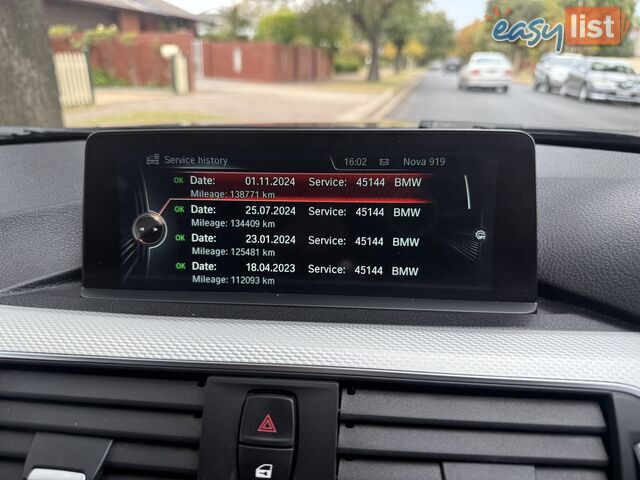 easylist
Service history 16:02 Nova 919
OK Date: 01.11.2024 Service: 45144 BMW
Mileage: 138771 km
OK Date: 25.07.2024 Service: 45144 BMW
Mileage: 134409 km
OK Date: 23.01.2024 Service: 45144 BMW
Mileage: 125481 km
OK Date: 18.04.2023 Service: 45144 BMW
Mileage: 112093 km